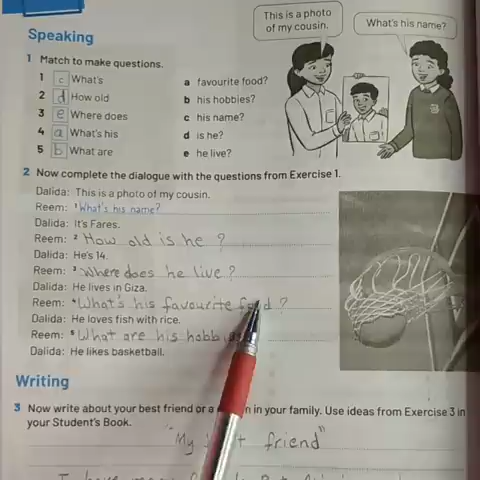 This is a photo
of my cousin.
What's his name?
Speaking
1 Match to make questions.
1 c What's
2 d How old
3 e Where does
4 a What's his
5 b What are
a favourite food?
b his hobbies?
c his name?
d is he?
e he live?
2 Now complete the dialogue with the questions from Exercise 1.
Dalida: This is a photo of my cousin.
Reem: ¹ What's his name?
Dalida: It's Fares.
Reem: ² How old is he ?
Dalida: He's 14.
Reem: ³ Where does he live ?
Dalida: He lives in Giza.
Reem: ⁴ What's his favourite food ?
Dalida: He loves fish with rice.
Reem: ⁵ What are his
Dalida: He likes basketball.
Writing
3 Now write about your best friend or a in your family. Use ideas from Exercise 3 in
your Student's Book.
"My friend"
I have